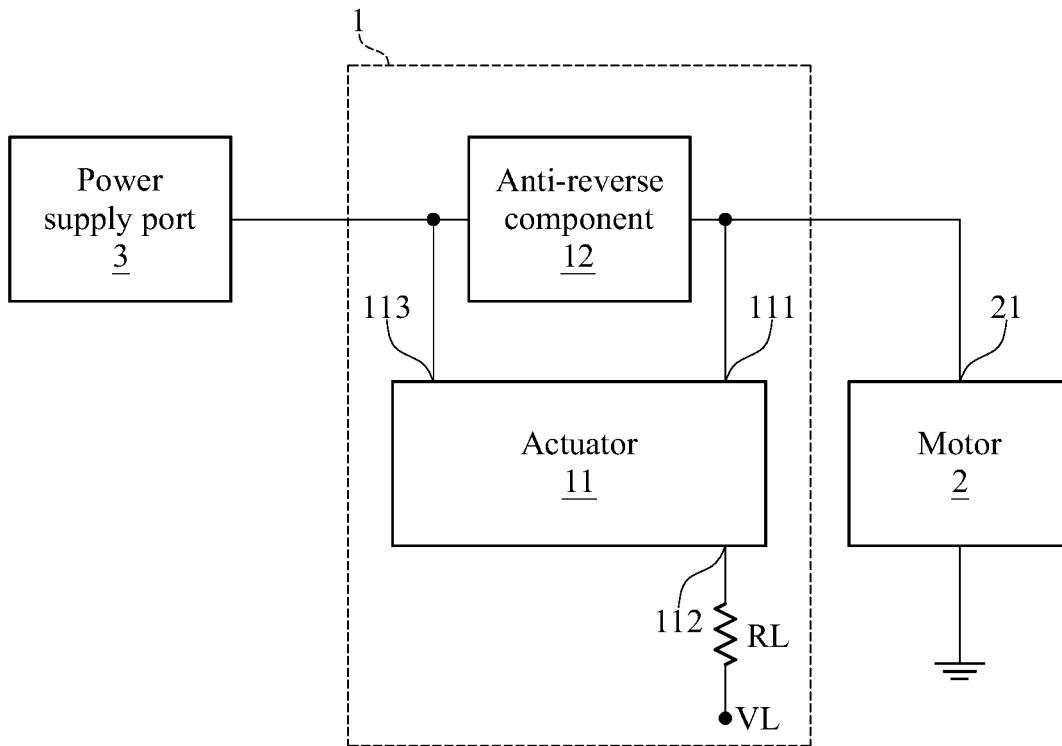 1
Power
supply port
3
Anti-reverse
component
12
113
111
21
Actuator
11
Motor
2
112
RL
VL